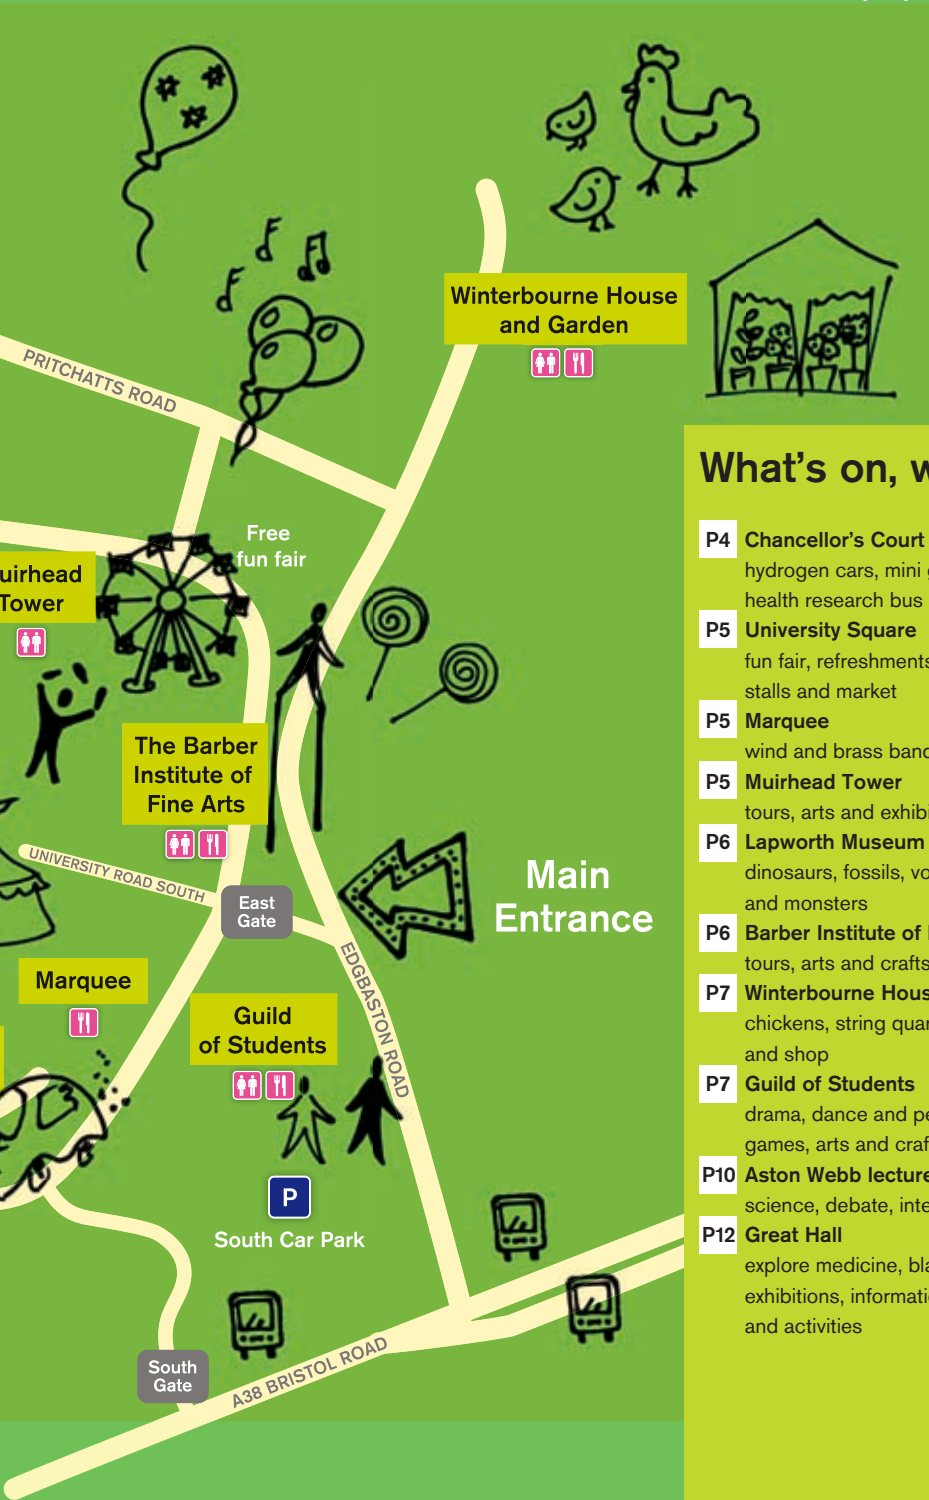 Winterbourne House
and Garden
PRITCHATTS ROAD
Free
fun fair
uirhead
Tower
The Barber
Institute of
Fine Arts
UNIVERSITY ROAD SOUTH
East
Gate
Main
Entrance
EDGBASTON ROAD
Marquee
Guild
of Students
P
South Car Park
South
Gate
A38 BRISTOL ROAD
What's on, w
P4 Chancellor's Court
hydrogen cars, mini g
health research bus
P5 University Square
fun fair, refreshments
stalls and market
P5 Marquee
wind and brass band
P5 Muirhead Tower
tours, arts and exhibi
P6 Lapworth Museum
dinosaurs, fossils, vo
and monsters
P6 Barber Institute of
tours, arts and crafts
P7 Winterbourne Hous
chickens, string quar
and shop
P7 Guild of Students
drama, dance and pe
games, arts and craf
P10 Aston Webb lecture
science, debate, inte
P12 Great Hall
explore medicine, bla
exhibitions, informati
and activities